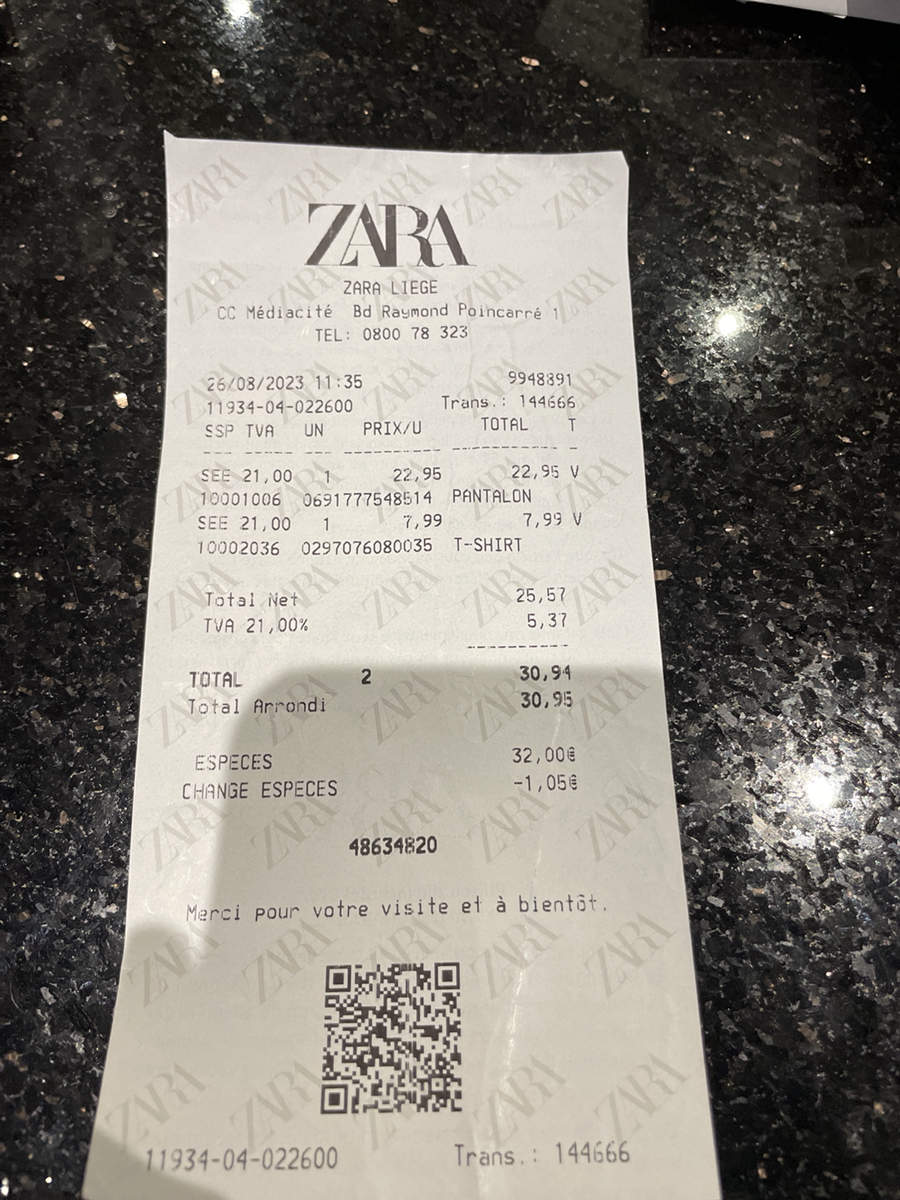 ZARA
ZARA LIEGE
CC Médiacité Bd Raymond Poincarré 1
TEL: 0800 78 323
26/08/2023 11:35 9948891
11934-04-022600 Trans.: 144666
SSP TVA UN PRIX/U TOTAL T
SEE 21,00 1 22,95 22,95 V
10001006 0691777548514 PANTALON
SEE 21,00 1 7,99 7,99 V
10002036 0297076080035 T-SHIRT
Total Net 25,57
TVA 21,00% 5,37
TOTAL 2 30,94
Total Arrondi 30,95
ESPECES 32,00€
CHANGE ESPECES -1,05€
48634820
Merci pour votre visite et à bientôt.
11934-04-022600 Trans.: 144666